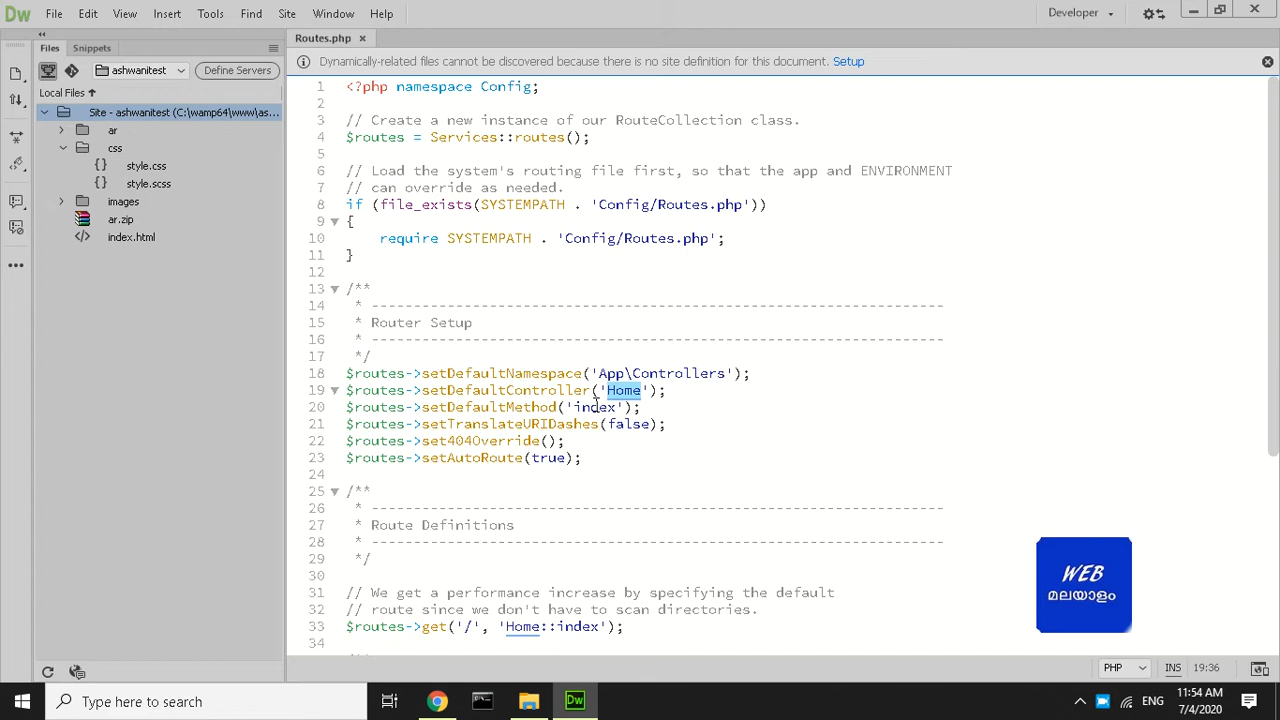 Dw File Edit View Insert Tools Find Site Window Help Developer
Files Snippets
ashwanitest Define Servers
Local Files
Site - ashwanitest (C:\wamp64\www\as...
ar
css
style.css
style.scss
images
ar.zip
index.html
Routes.php
Dynamically-related files cannot be discovered because there is no site definition for this document. Setup
1 <?php namespace Config;
2
3 // Create a new instance of our RouteCollection class.
4 $routes = Services::routes();
5
6 // Load the system's routing file first, so that the app and ENVIRONMENT
7 // can override as needed.
8 if (file_exists(SYSTEMPATH . 'Config/Routes.php'))
9 {
10 require SYSTEMPATH . 'Config/Routes.php';
11 }
12
13 /**
14 * --------------------------------------------------------------------
15 * Router Setup
16 * --------------------------------------------------------------------
17 */
18 $routes->setDefaultNamespace('App\Controllers');
19 $routes->setDefaultController('Home');
20 $routes->setDefaultMethod('index');
21 $routes->setTranslateURIDashes(false);
22 $routes->set404Override();
23 $routes->setAutoRoute(true);
24
25 /**
26 * --------------------------------------------------------------------
27 * Route Definitions
28 * --------------------------------------------------------------------
29 */
30
31 // We get a performance increase by specifying the default
32 // route since we don't have to scan directories.
33 $routes->get('/', 'Home::index');
34
WEB
മലയാളം
PHP INS 19:36
Type here to search
ENG
11:54 AM
7/4/2020